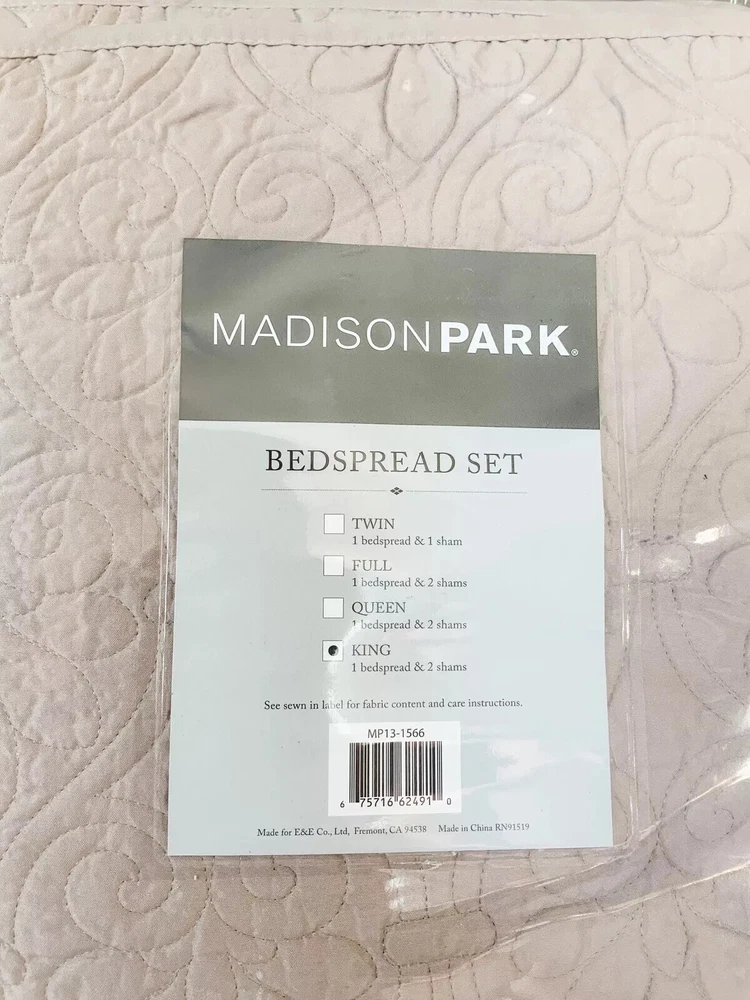 MADISONPARK®
BEDSPREAD SET
TWIN
1 bedspread & 1 sham
FULL
1 bedspread & 2 shams
QUEEN
1 bedspread & 2 shams
KING
1 bedspread & 2 shams
See sewn in label for fabric content and care instructions.
MP13-1566
6 75716 62491 0
Made for E&E Co., Ltd, Fremont, CA 94538 Made in China RN91519